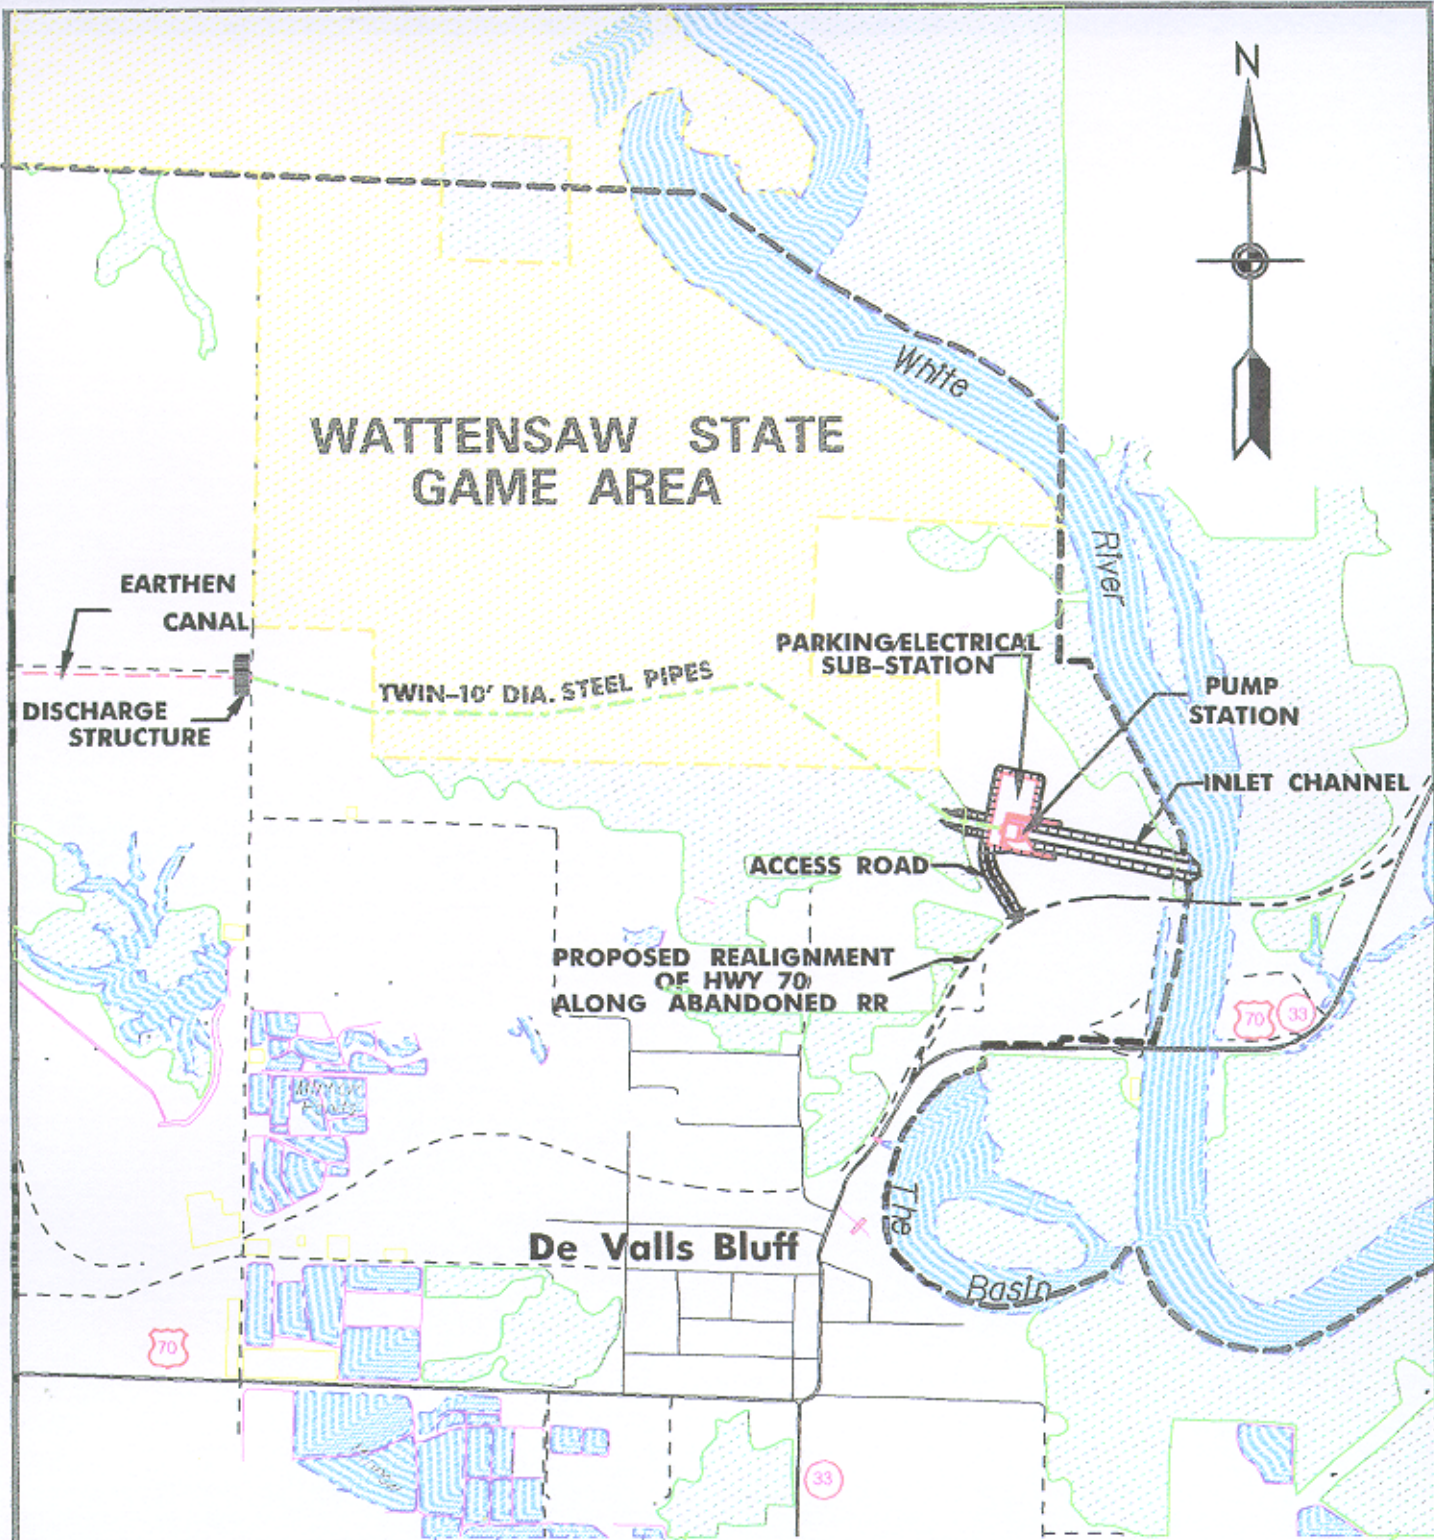 N
White
WATTENSAW STATE
GAME AREA
River
EARTHEN
CANAL
PARKING/ELECTRICAL
SUB-STATION
TWIN-10' DIA. STEEL PIPES
PUMP
STATION
DISCHARGE
STRUCTURE
INLET CHANNEL
ACCESS ROAD
PROPOSED REALIGNMENT
OF HWY 70
ALONG ABANDONED RR
70
33
The
De Valls Bluff
Basin
70
33